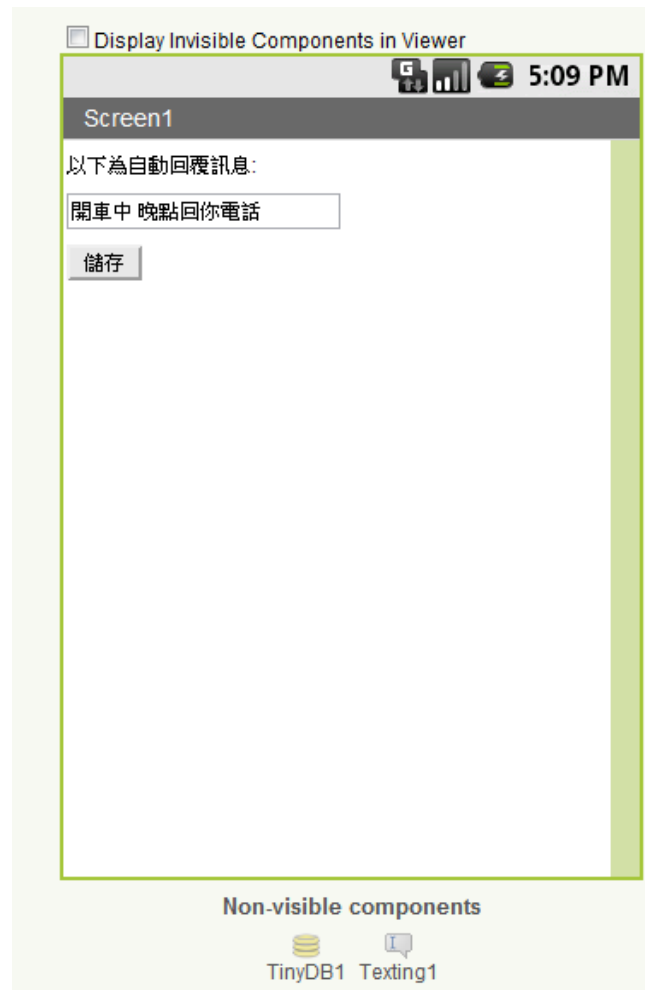 Display Invisible Components in Viewer
5:09 PM
Screen1
以下為自動回覆訊息:
開車中 晚點回你電話
儲存
Non-visible components
TinyDB1 Texting1